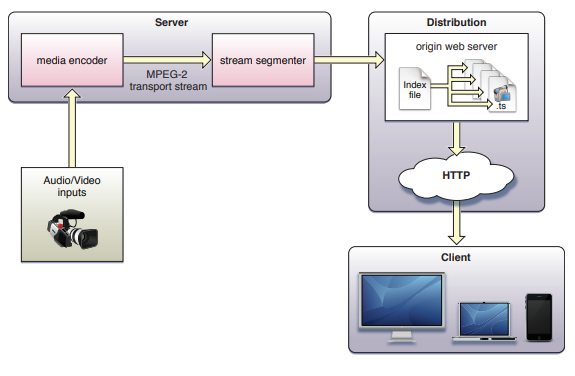 Server
media encoder
MPEG-2
transport stream
stream segmenter
Audio/Video
inputs
Distribution
origin web server
Index
file
.ts
HTTP
Client